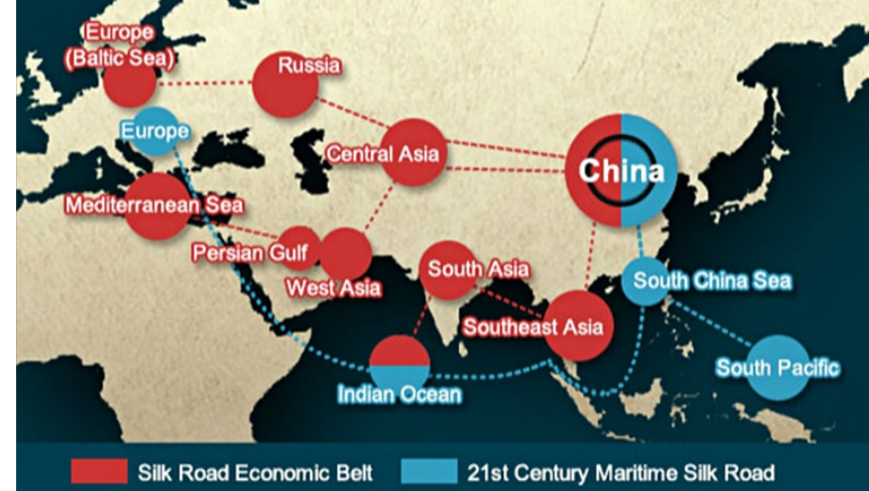 Europe
(Baltic Sea)
Russia
Europe
Central Asia
China
Mediterranean Sea
Persian Gulf
West Asia
South Asia
South China Sea
Southeast Asia
South Pacific
Indian Ocean
Silk Road Economic Belt
21st Century Maritime Silk Road